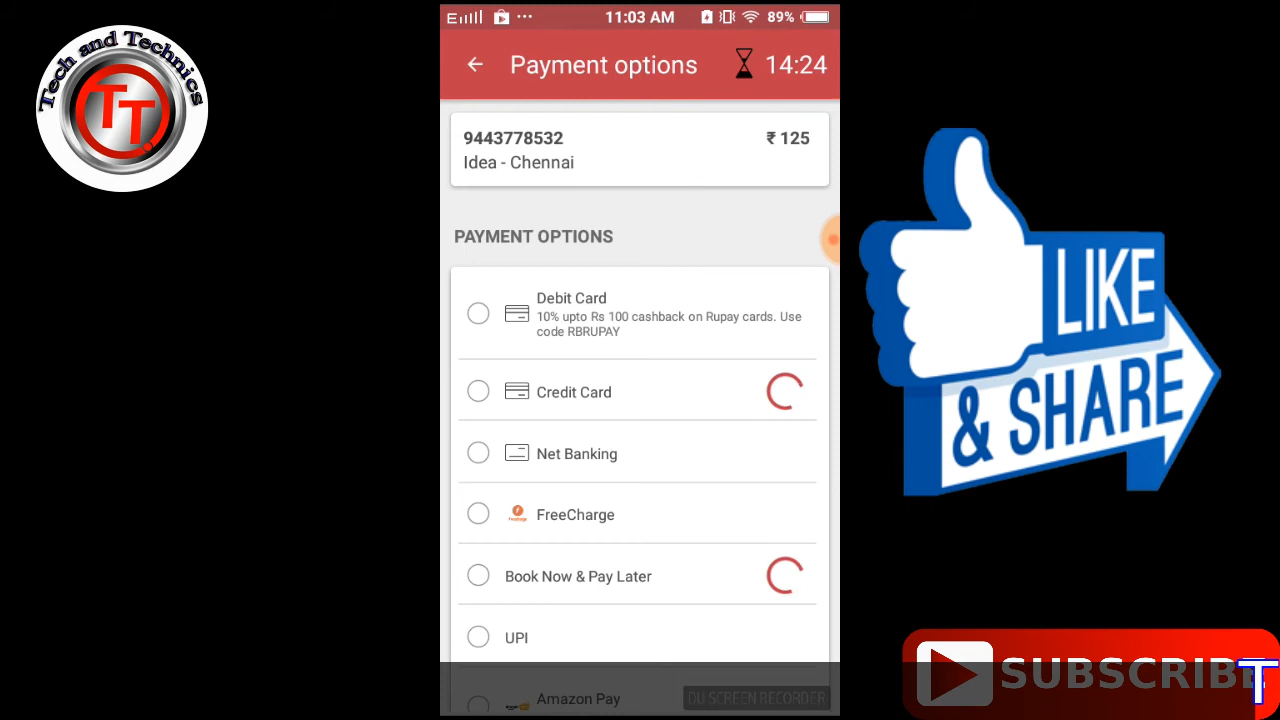 Tech and Technics
TT
11:03 AM
89%
Payment options
14:24
9443778532
₹ 125
Idea - Chennai
PAYMENT OPTIONS
Debit Card
10% upto Rs 100 cashback on Rupay cards. Use
code RBRUPAY
Credit Card
Net Banking
FreeCharge
Book Now & Pay Later
UPI
Amazon Pay
DU SCREEN RECORDER
LIKE
& SHARE
SUBSCRIBE
T